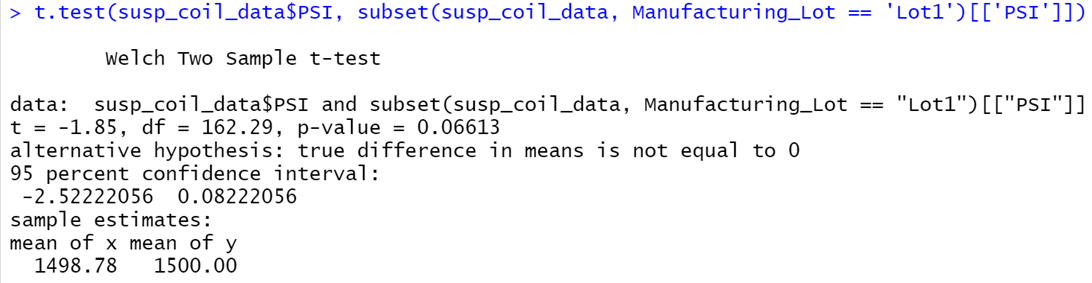 > t.test(susp_coil_data$PSI, subset(susp_coil_data, Manufacturing_Lot == 'Lot1')[['PSI']])
Welch Two Sample t-test
data:  susp_coil_data$PSI and subset(susp_coil_data, Manufacturing_Lot == "Lot1")[["PSI"]]
t = -1.85, df = 162.29, p-value = 0.06613
alternative hypothesis: true difference in means is not equal to 0
95 percent confidence interval:
 -2.52222056  0.08222056
sample estimates:
mean of x mean of y
  1498.78   1500.00